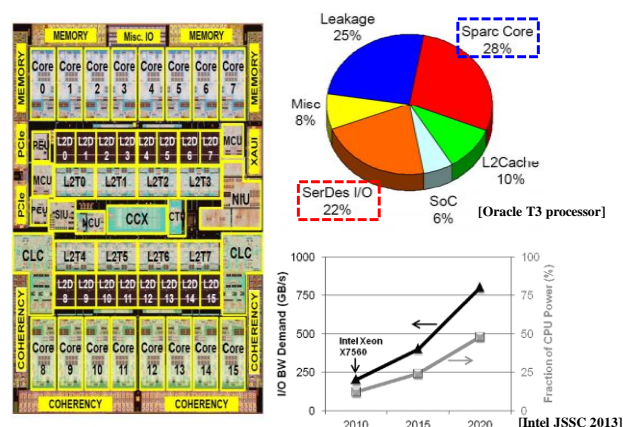 MEMORY Misc. IO MEMORY
MEMORY
Core 0 Core 1 Core 2 Core 3 Core 4 Core 5 Core 6 Core 7
MEMORY
PCIe
PEU
L2D 0 L2D 1 L2D 2 L2D 3 L2D 4 L2D 5 L2D 6 L2D 7
MCU
XAUI
MCU
L2T0 L2T1 L2T2 L2T3
PCIe
PEU SIU
NIU
MCU
CCX
CTU
CLC
L2T4 L2T5 L2T6 L2T7
CLC
L2D 8 L2D 9 L2D 10 L2D 11 L2D 12 L2D 13 L2D 14 L2D 15
COHERENCY
Core 8 Core 9 Core 10 Core 11 Core 12 Core 13 Core 14 Core 15
COHERENCY
COHERENCY COHERENCY
Leakage
25%
Sparc Core
28%
Misc
8%
L2Cache
10%
SerDes I/O
22%
SoC
6%
[Oracle T3 processor]
I/O BW Demand (GB/s)
1000
750
500
250
0
Intel Xeon
X7560
100
75
50
25
0
Fraction of CPU Power (%)
2010 2015 2020
[Intel JSSC 2013]